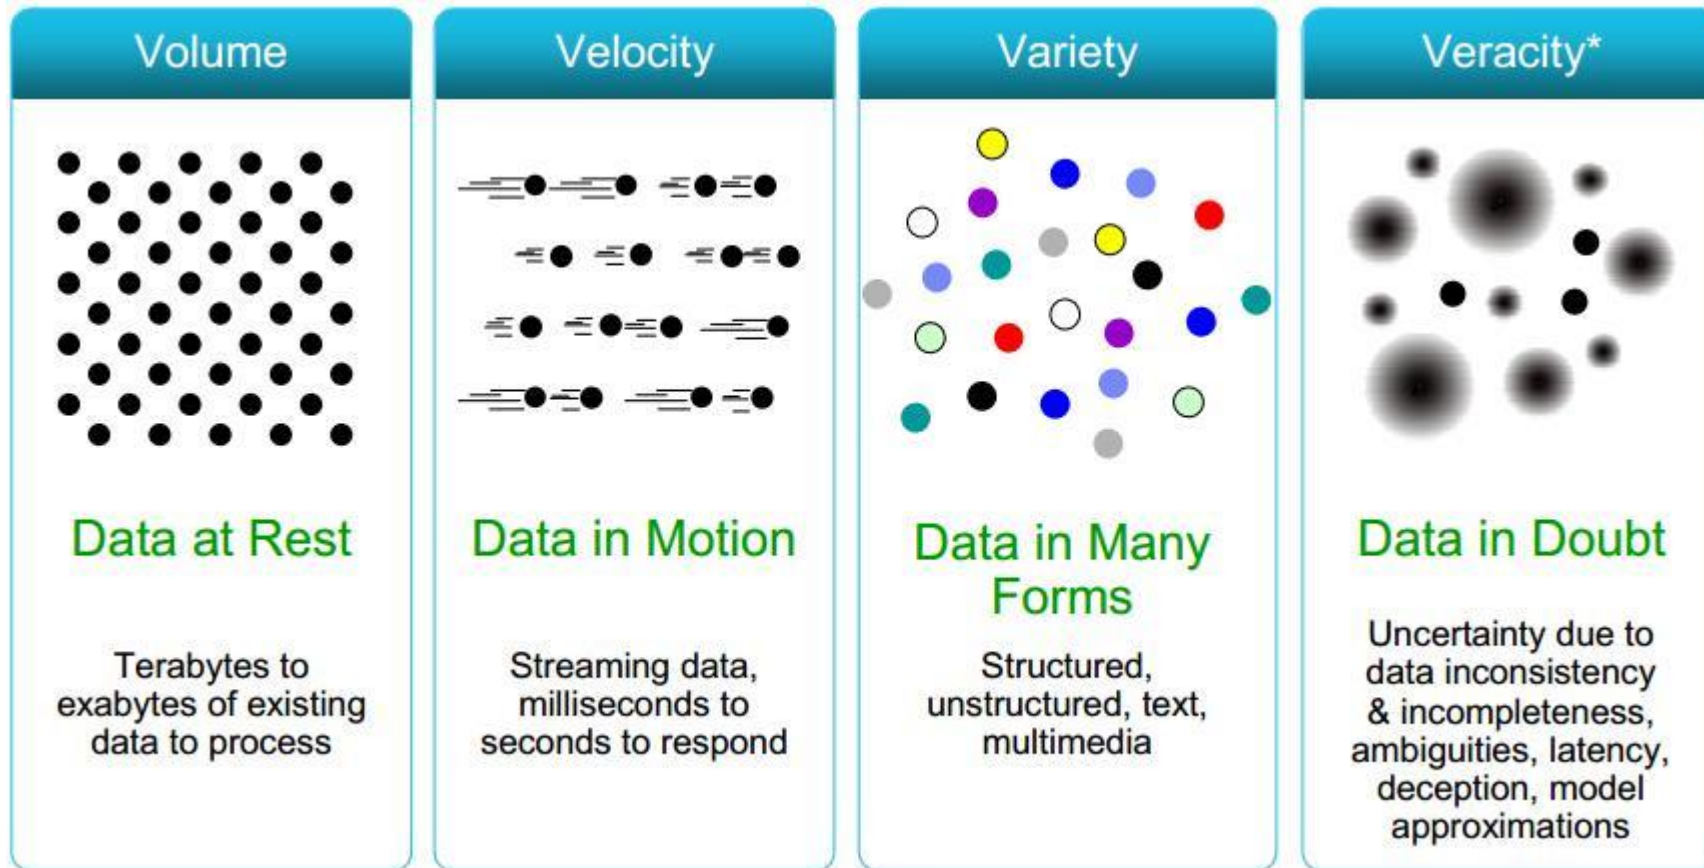 Volume
Data at Rest
Terabytes to
exabytes of existing
data to process
Velocity
Data in Motion
Streaming data,
milliseconds to
seconds to respond
Variety
Data in Many
Forms
Structured,
unstructured, text,
multimedia
Veracity*
Data in Doubt
Uncertainty due to
data inconsistency
& incompleteness,
ambiguities, latency,
deception, model
approximations